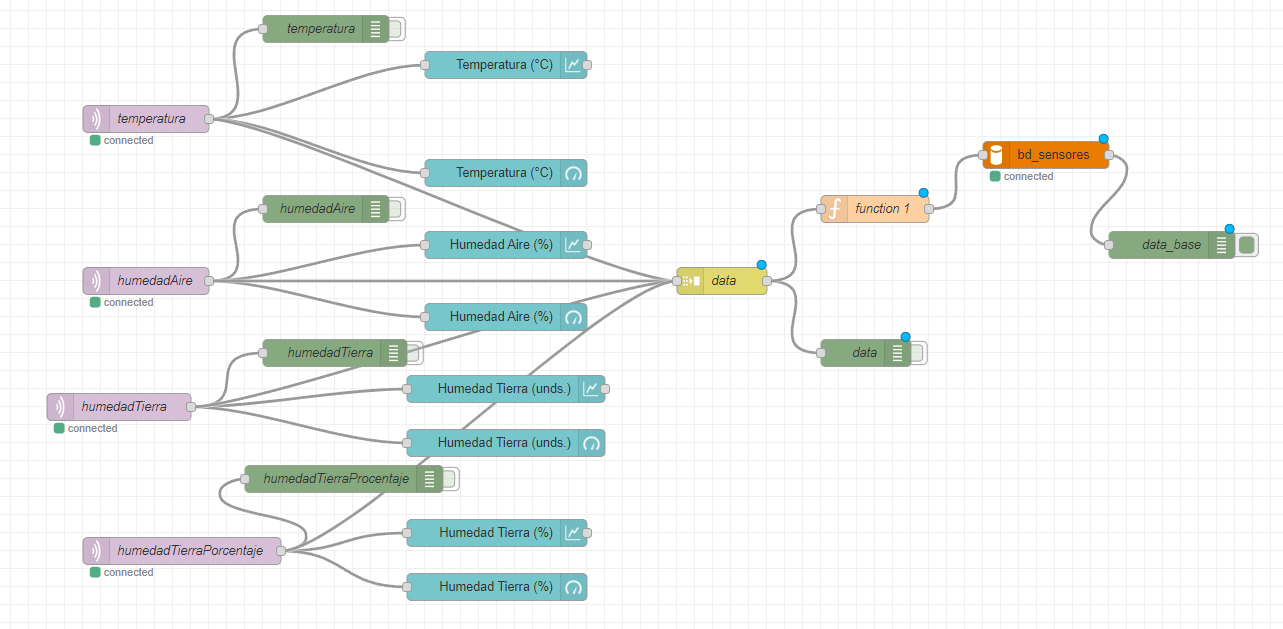 temperatura
Temperatura (°C)
temperatura
connected
bd_sensores
connected
Temperatura (°C)
humedadAire
function 1
Humedad Aire (%)
data_base
humedadAire
connected
data
Humedad Aire (%)
humedadTierra
data
Humedad Tierra (unds.)
humedadTierra
connected
Humedad Tierra (unds.)
humedadTierraProcentaje
Humedad Tierra (%)
humedadTierraPorcentaje
connected
Humedad Tierra (%)